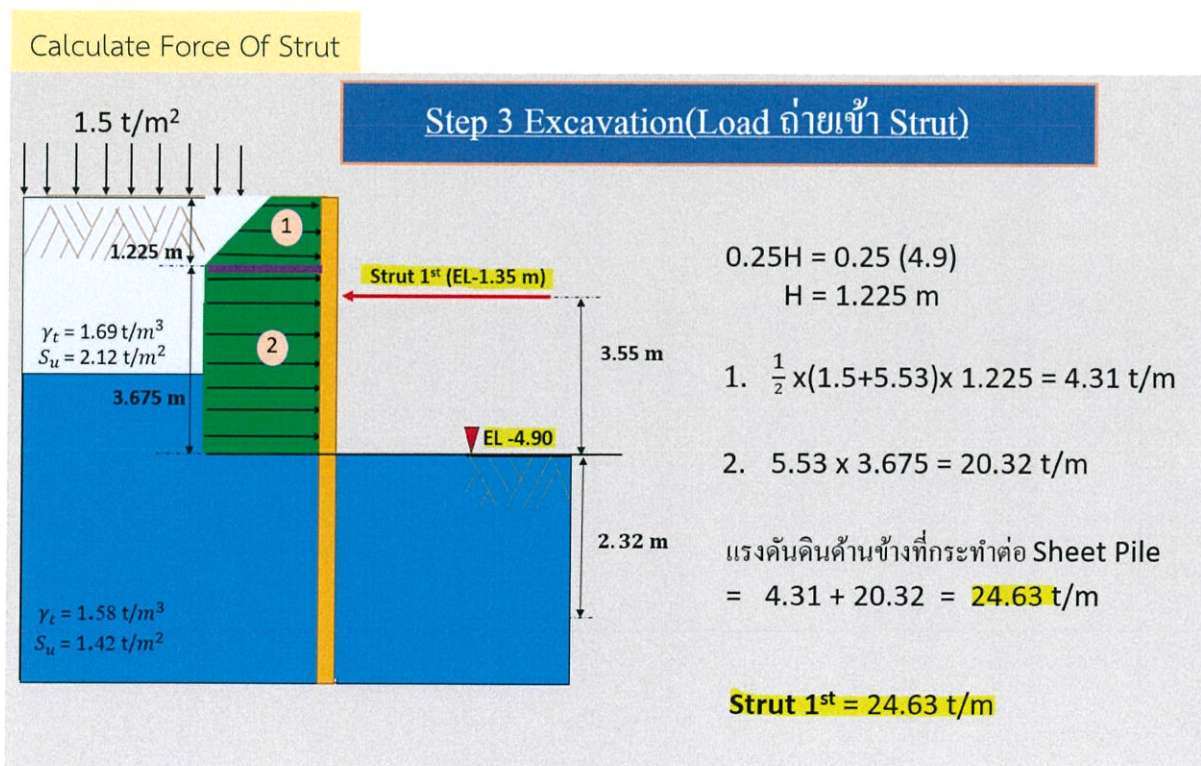 Calculate Force Of Strut
Step 3 Excavation(Load ถ่ายเข้า Strut)
1.5 t/m²
1
1.225 m
Strut 1ˢᵗ (EL-1.35 m)
γₜ = 1.69 t/m³
Sᵤ = 2.12 t/m²
2
3.55 m
3.675 m
EL -4.90
2.32 m
γₜ = 1.58 t/m³
Sᵤ = 1.42 t/m²
0.25H = 0.25 (4.9)
H = 1.225 m
1. ½ x(1.5+5.53)x 1.225 = 4.31 t/m
2. 5.53 x 3.675 = 20.32 t/m
แรงดันดินด้านข้างที่กระทำต่อ Sheet Pile
= 4.31 + 20.32 = 24.63 t/m
Strut 1ˢᵗ = 24.63 t/m